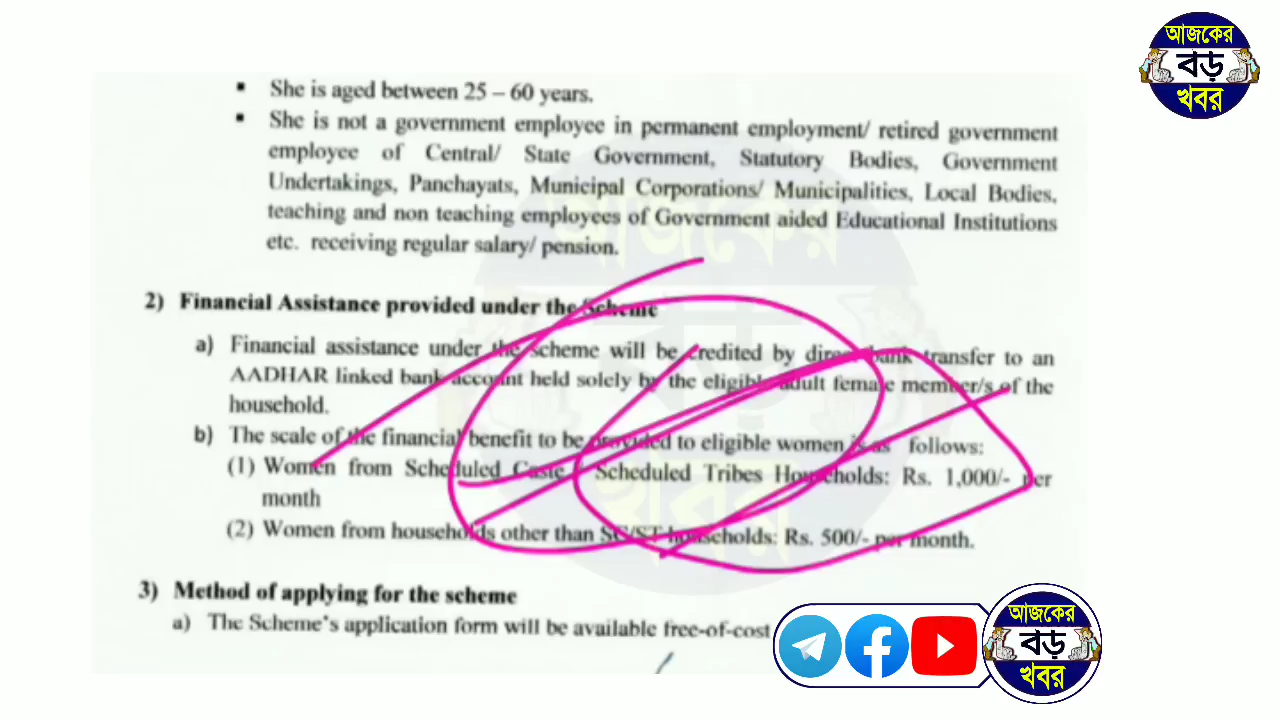 আজকের
বড়
খবর
▪ She is aged between 25 – 60 years.
▪ She is not a government employee in permanent employment/ retired government
employee of Central/ State Government, Statutory Bodies, Government
Undertakings, Panchayats, Municipal Corporations/ Municipalities, Local Bodies,
teaching and non teaching employees of Government aided Educational Institutions
etc. receiving regular salary/ pension.
2) Financial Assistance provided under the Scheme
a) Financial assistance under the scheme will be credited by direct bank transfer to an
AADHAR linked bank account held solely by the eligible adult female member/s of the
household.
b) The scale of the financial benefit to be provided to eligible women is as follows:
(1) Women from Scheduled Caste / Scheduled Tribes Households: Rs. 1,000/- per
month
(2) Women from households other than SC/ST households: Rs. 500/- per month.
3) Method of applying for the scheme
a) The Scheme's application form will be available free-of-cost
আজকের
বড়
খবর
আজকের
বড়
খবর